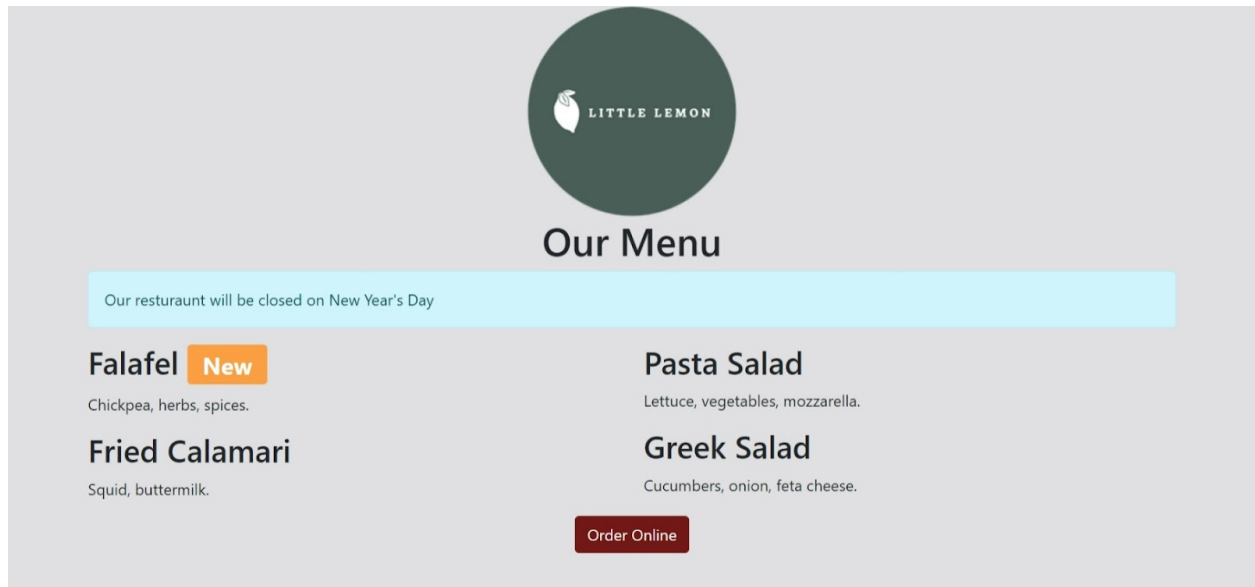 LITTLE LEMON
Our Menu
Our resturaunt will be closed on New Year's Day
Falafel New
Chickpea, herbs, spices.
Fried Calamari
Squid, buttermilk.
Pasta Salad
Lettuce, vegetables, mozzarella.
Greek Salad
Cucumbers, onion, feta cheese.
Order Online